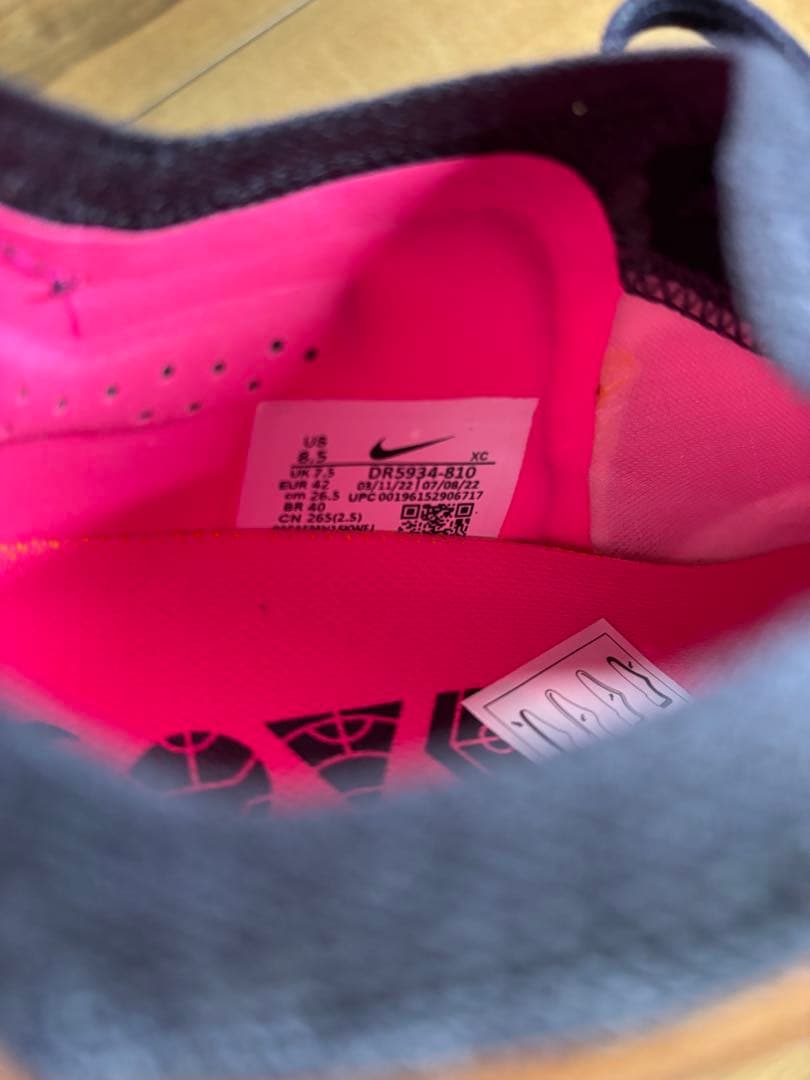 US
8.5
XC
UK 7.5 DR5934-810
EUR 42 03/11/22 | 07/08/22
cm 26.5 UPC 00196152906717
BR 40
CN 265(2.5)